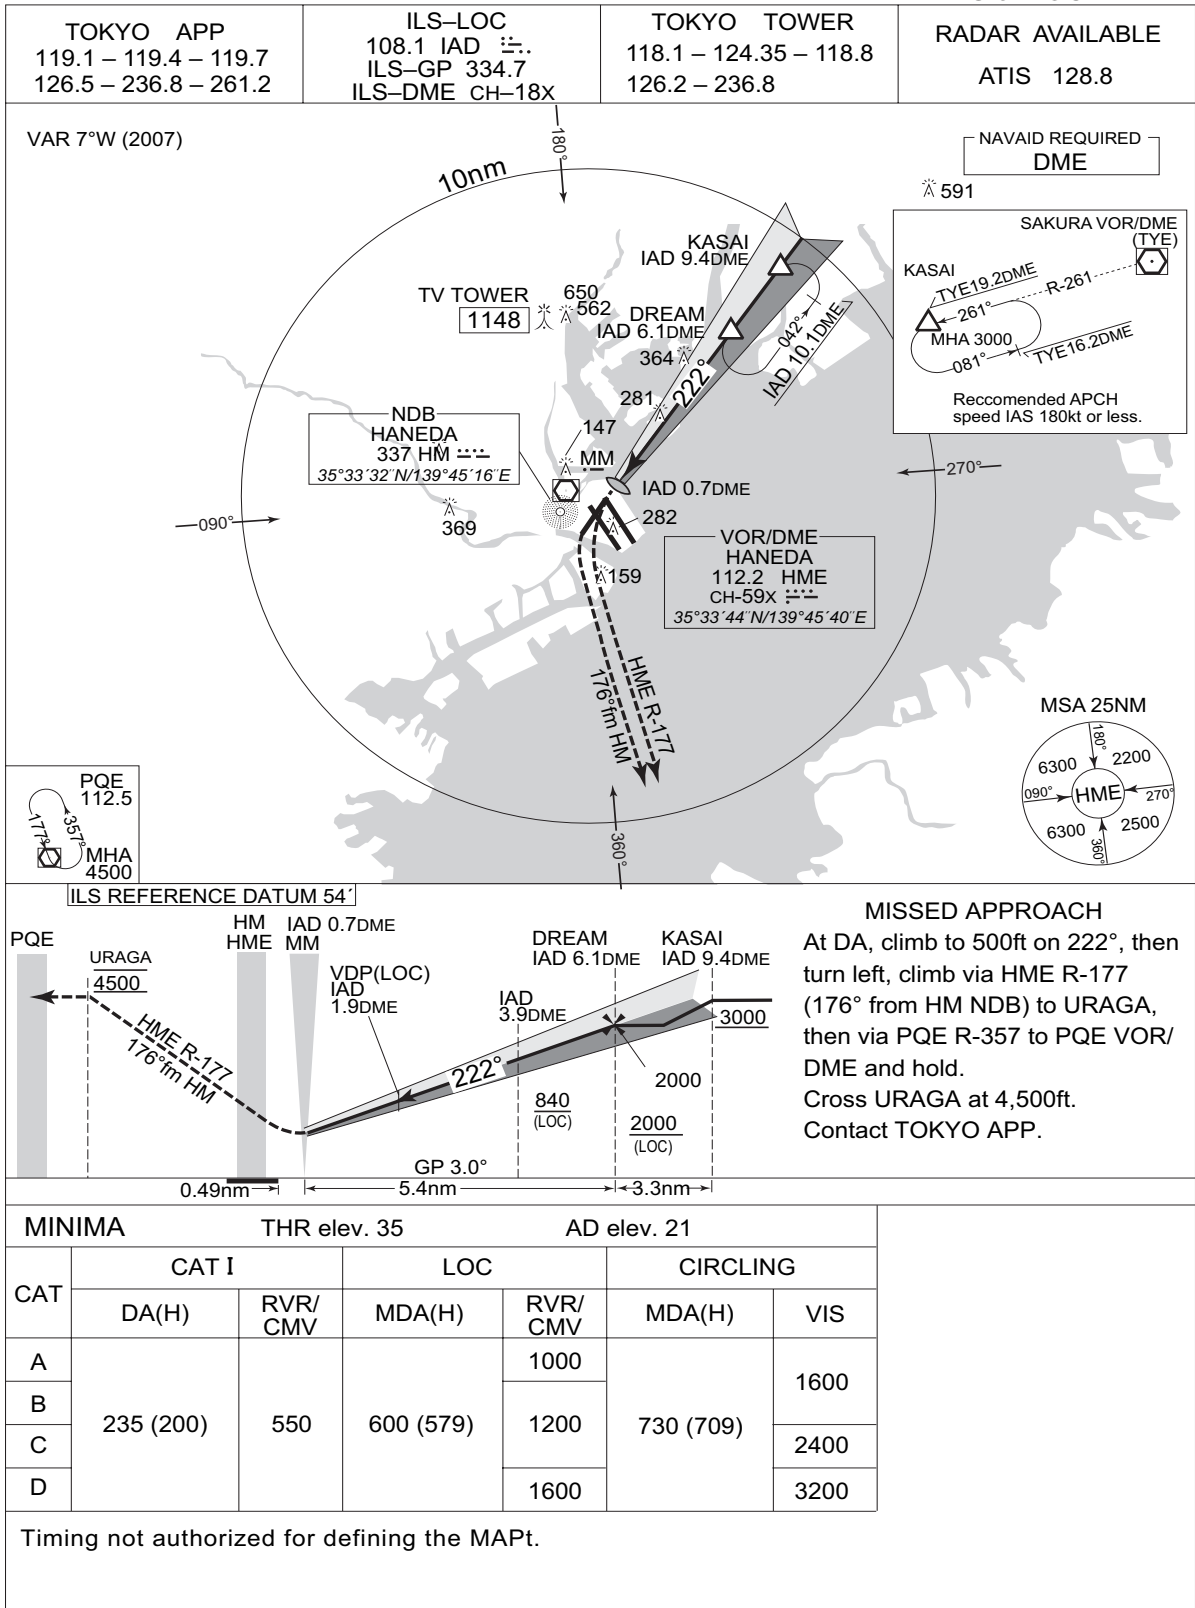 TOKYO APP
119.1 – 119.4 – 119.7
126.5 – 236.8 – 261.2
ILS–LOC
108.1 IAD
ILS–GP 334.7
ILS–DME CH–18X
TOKYO TOWER
118.1 – 124.35 – 118.8
126.2 – 236.8
RADAR AVAILABLE
ATIS 128.8
VAR 7°W (2007)
180°
10nm
NAVAID REQUIRED
DME
591
SAKURA VOR/DME
(TYE)
KASAI
TYE19.2DME
R-261
261°
MHA 3000
081°
TYE16.2DME
Reccomended APCH
speed IAS 180kt or less.
KASAI
IAD 9.4DME
TV TOWER
1148
650
562
DREAM
IAD 6.1DME
364
042°
IAD 10.1DME
281
222°
NDB
HANEDA
337 HM
35°33´32¨N/139°45´16¨E
147
MM
270°
IAD 0.7DME
090°
369
282
VOR/DME
HANEDA
112.2 HME
CH-59X
35°33´44¨N/139°45´40¨E
159
HME R-177
176°fm HM
MSA 25NM
180°
6300
2200
090°
HME
270°
6300
2500
360°
PQE
112.5
177°
357°
MHA
4500
360°
ILS REFERENCE DATUM 54´
PQE
URAGA
4500
HM
HME
IAD 0.7DME
MM
VDP(LOC)
IAD
1.9DME
IAD
3.9DME
DREAM
IAD 6.1DME
KASAI
IAD 9.4DME
3000
HME R-177
176°fm HM
222°
2000
840
(LOC)
2000
(LOC)
GP 3.0°
0.49nm
5.4nm
3.3nm
MISSED APPROACH
At DA, climb to 500ft on 222°, then
turn left, climb via HME R-177
(176° from HM NDB) to URAGA,
then via PQE R-357 to PQE VOR/
DME and hold.
Cross URAGA at 4,500ft.
Contact TOKYO APP.
MINIMA THR elev. 35 AD elev. 21
CAT CAT I LOC CIRCLING
DA(H) RVR/CMV MDA(H) RVR/CMV MDA(H) VIS
A 1000
1600
B
235 (200) 550 600 (579) 1200 730 (709)
C 2400
D 1600 3200
Timing not authorized for defining the MAPt.